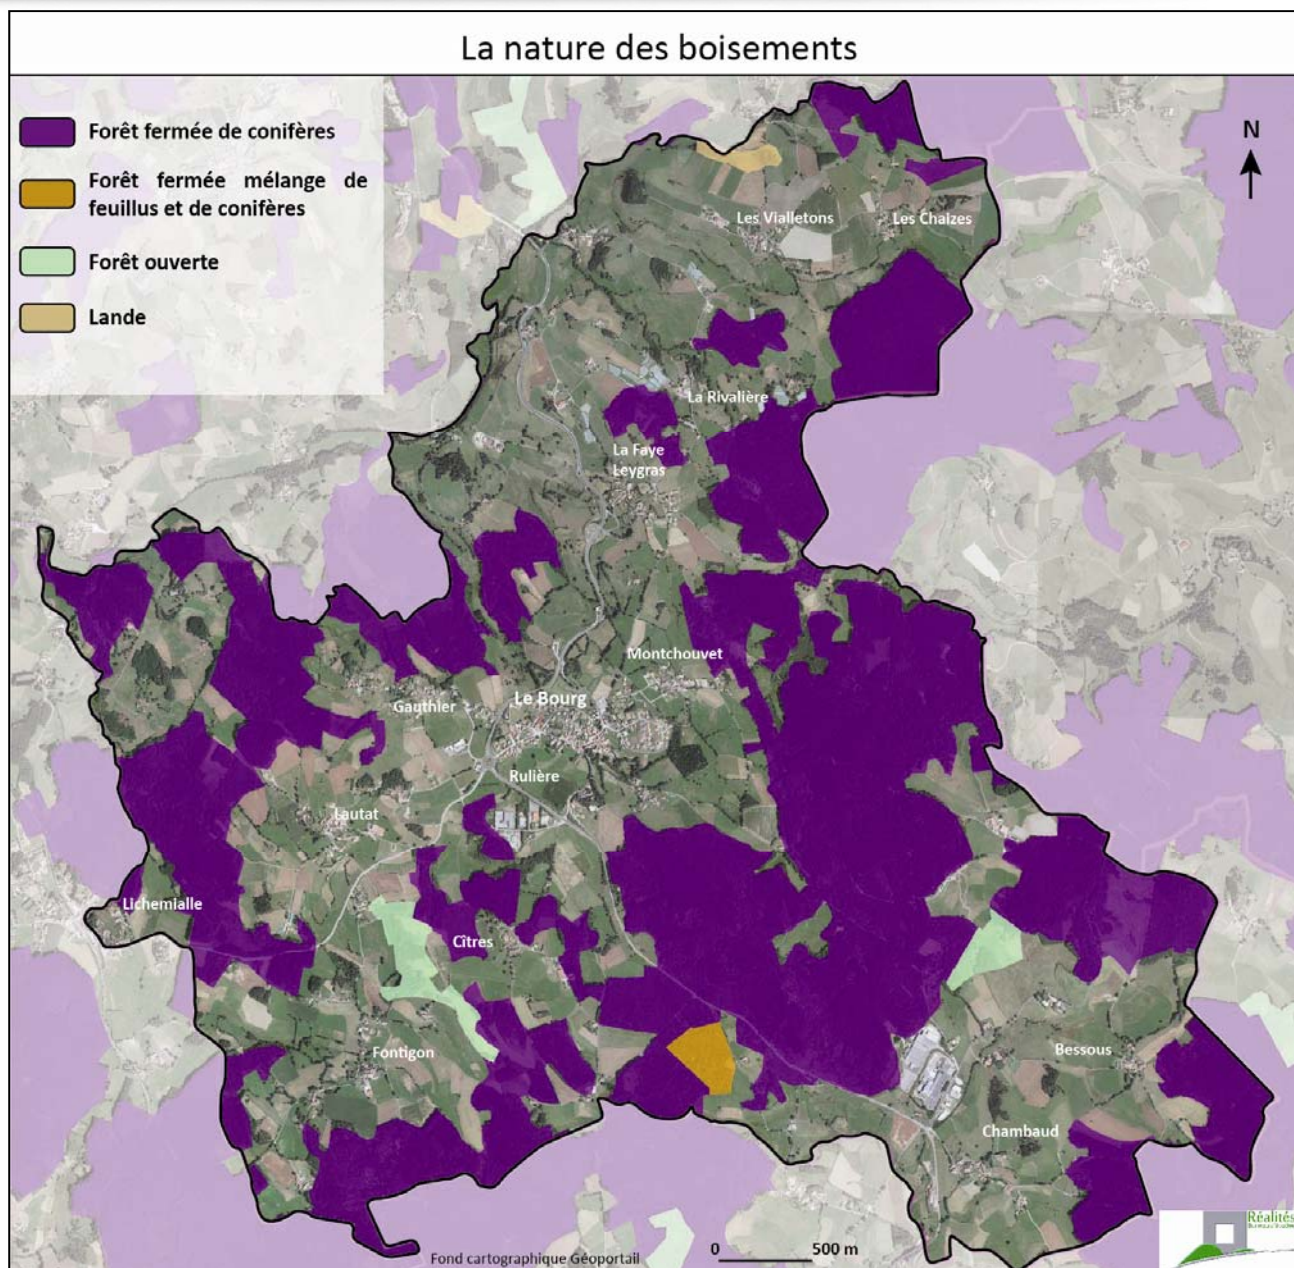 La nature des boisements
Forêt fermée de conifères
Forêt fermée mélange de
feuillus et de conifères
Forêt ouverte
Lande
N
Les Vialletons
Les Chaizes
La Rivalière
La Faye
Leygras
Montchouvet
Le Bourg
Gauthier
Rulière
Lautat
Lichemialle
Cîtres
Fontigon
Bessous
Chambaud
Fond cartographique Géoportail
0 500 m
Réalités